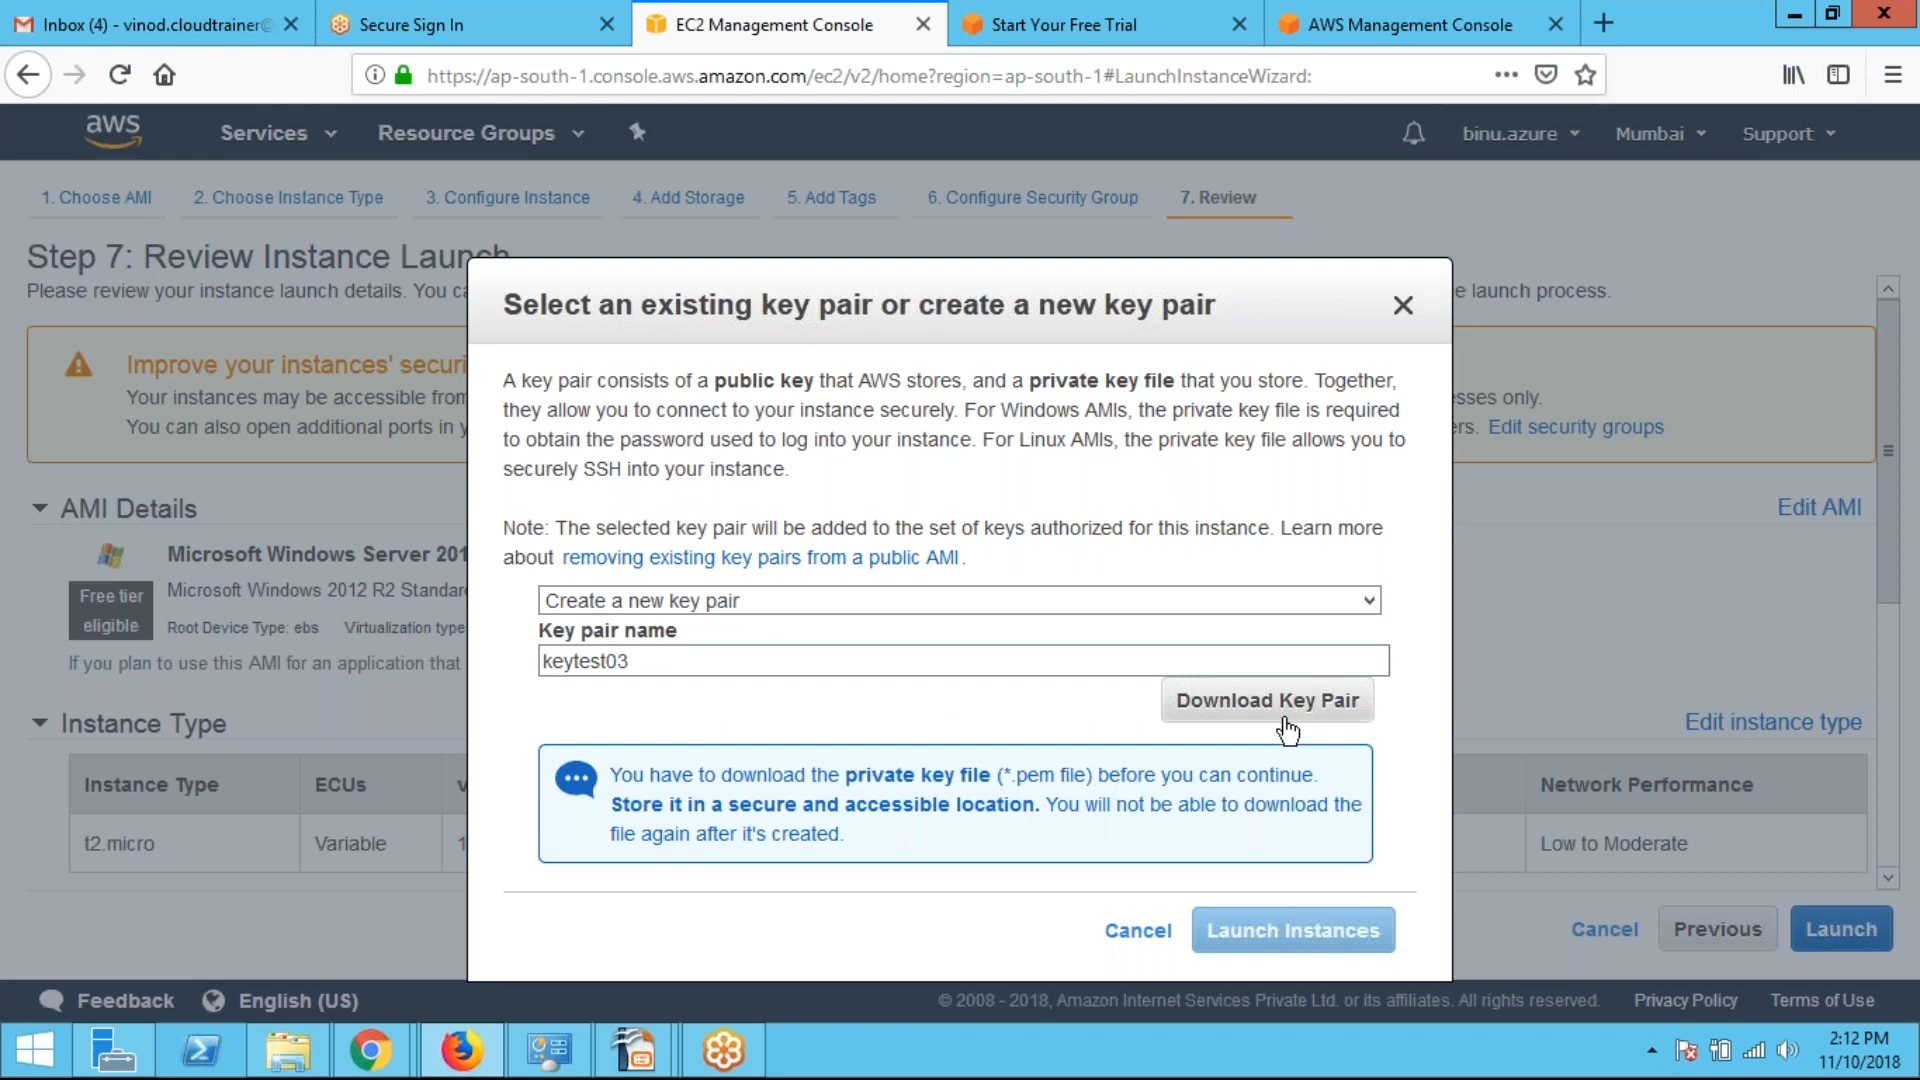 Inbox (4) - vinod.cloudtrainer@
Secure Sign In
EC2 Management Console
Start Your Free Trial
AWS Management Console
https://ap-south-1.console.aws.amazon.com/ec2/v2/home?region=ap-south-1#LaunchInstanceWizard:
aws
Services
Resource Groups
binu.azure
Mumbai
Support
1. Choose AMI
2. Choose Instance Type
3. Configure Instance
4. Add Storage
5. Add Tags
6. Configure Security Group
7. Review
Step 7: Review Instance Launch
Please review your instance launch details. You ca
e launch process.
Improve your instances' securi
Your instances may be accessible from
sses only.
You can also open additional ports in y
rs. Edit security groups
AMI Details
Edit AMI
Microsoft Windows Server 201
Free tier
eligible
Microsoft Windows 2012 R2 Standar
Root Device Type: ebs Virtualization type
If you plan to use this AMI for an application that
Instance Type
Edit instance type
Instance Type
ECUs
v
Network Performance
t2.micro
Variable
1
Low to Moderate
Cancel
Previous
Launch
Select an existing key pair or create a new key pair
A key pair consists of a public key that AWS stores, and a private key file that you store. Together,
they allow you to connect to your instance securely. For Windows AMIs, the private key file is required
to obtain the password used to log into your instance. For Linux AMIs, the private key file allows you to
securely SSH into your instance.
Note: The selected key pair will be added to the set of keys authorized for this instance. Learn more
about removing existing key pairs from a public AMI.
Create a new key pair
Key pair name
keytest03
Download Key Pair
You have to download the private key file (*.pem file) before you can continue.
Store it in a secure and accessible location. You will not be able to download the
file again after it's created.
Cancel
Launch Instances
Feedback
English (US)
© 2008 - 2018, Amazon Internet Services Private Ltd. or its affiliates. All rights reserved.
Privacy Policy
Terms of Use
2:12 PM
11/10/2018